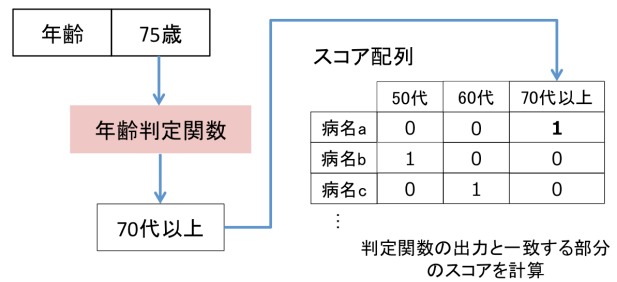 年齢 75歳
年齢判定関数
70代以上
スコア配列
50代 60代 70代以上
病名a 0 0 1
病名b 1 0 0
病名c 0 1 0
⋮
判定関数の出力と一致する部分
のスコアを計算